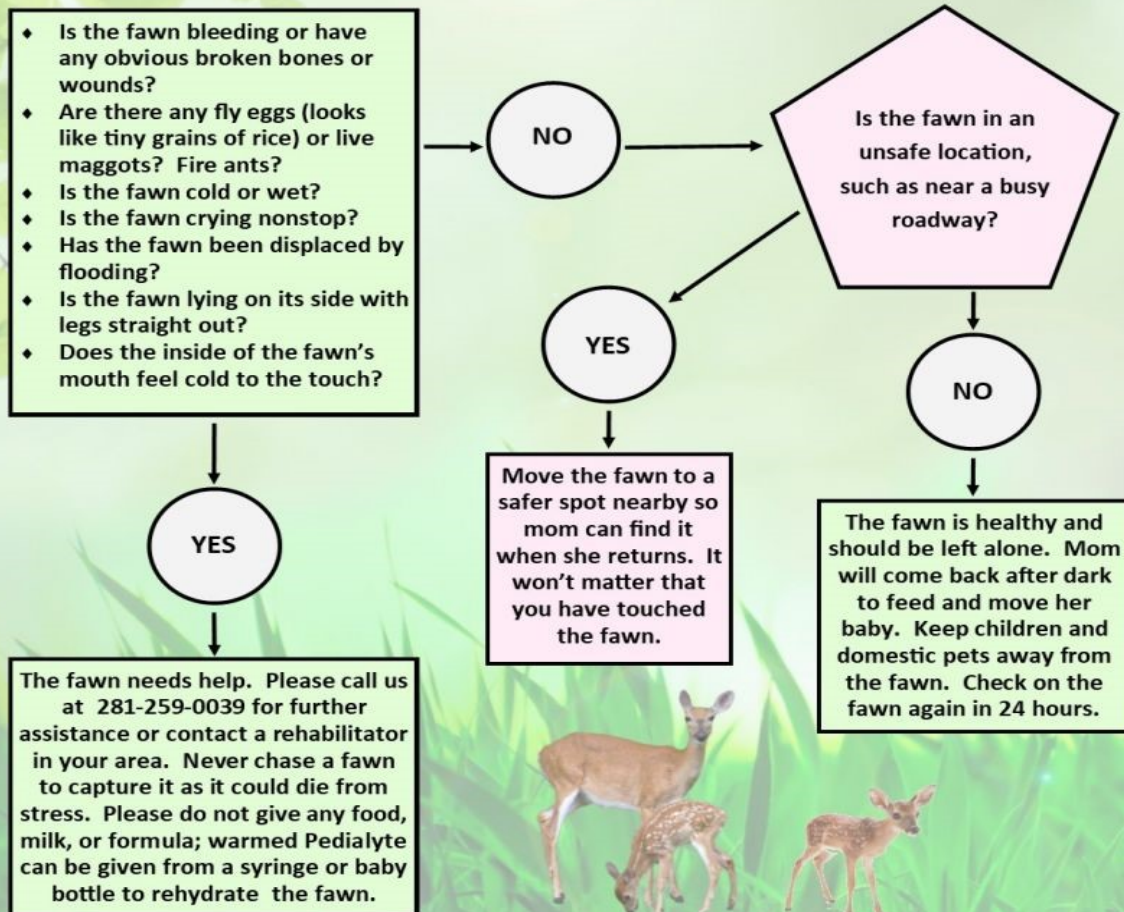 ♦ Is the fawn bleeding or have
any obvious broken bones or
wounds?
♦ Are there any fly eggs (looks
like tiny grains of rice) or live
maggots? Fire ants?
♦ Is the fawn cold or wet?
♦ Is the fawn crying nonstop?
♦ Has the fawn been displaced by
flooding?
♦ Is the fawn lying on its side with
legs straight out?
♦ Does the inside of the fawn’s
mouth feel cold to the touch?
NO
Is the fawn in an
unsafe location,
such as near a busy
roadway?
YES
NO
YES
Move the fawn to a
safer spot nearby so
mom can find it
when she returns. It
won’t matter that
you have touched
the fawn.
The fawn is healthy and
should be left alone. Mom
will come back after dark
to feed and move her
baby. Keep children and
domestic pets away from
the fawn. Check on the
fawn again in 24 hours.
The fawn needs help. Please call us
at 281-259-0039 for further
assistance or contact a rehabilitator
in your area. Never chase a fawn
to capture it as it could die from
stress. Please do not give any food,
milk, or formula; warmed Pedialyte
can be given from a syringe or baby
bottle to rehydrate the fawn.